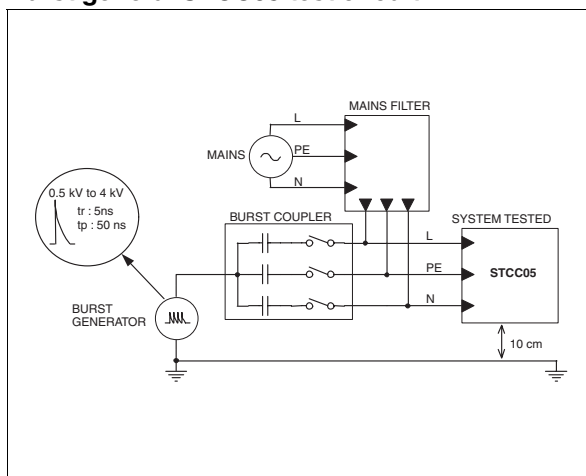 MAINS FILTER
L
MAINS
PE
N
0.5 kV to 4 kV
tr : 5ns
tp : 50 ns
BURST COUPLER
SYSTEM TESTED
L
PE
STCC05
N
BURST
GENERATOR
10 cm